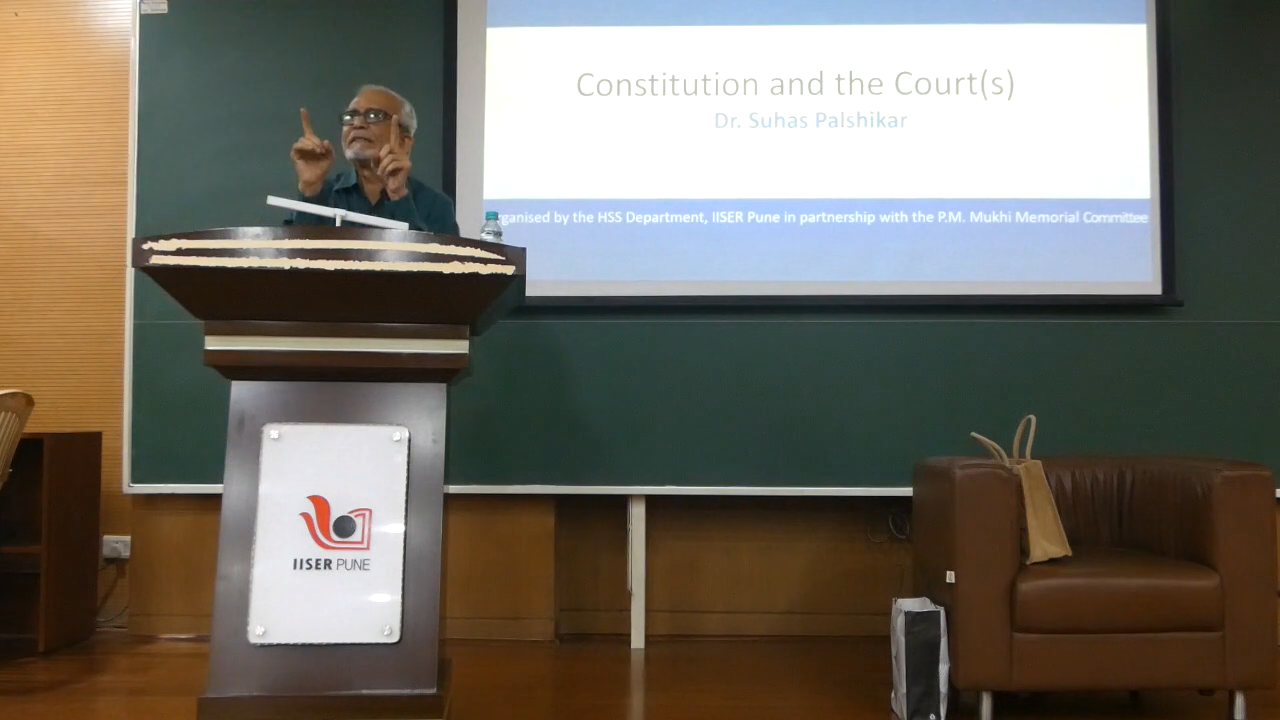 Constitution and the Court(s)
Dr. Suhas Palshikar
by the HSS Department, IISER Pune in partnership with the P.M. Mukhi Memorial Committee
IISER PUNE